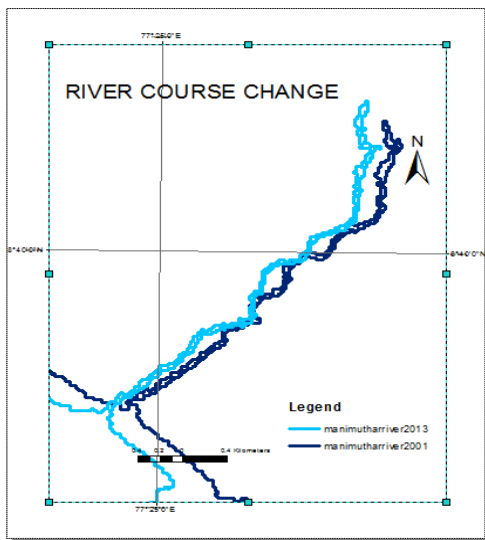 77°25'0"E
RIVER COURSE CHANGE
N
8°40'0"N
8°40'0"N
Legend
manimutharriver2013
manimutharriver2001
0.4 Kilometers
77°25'0"E